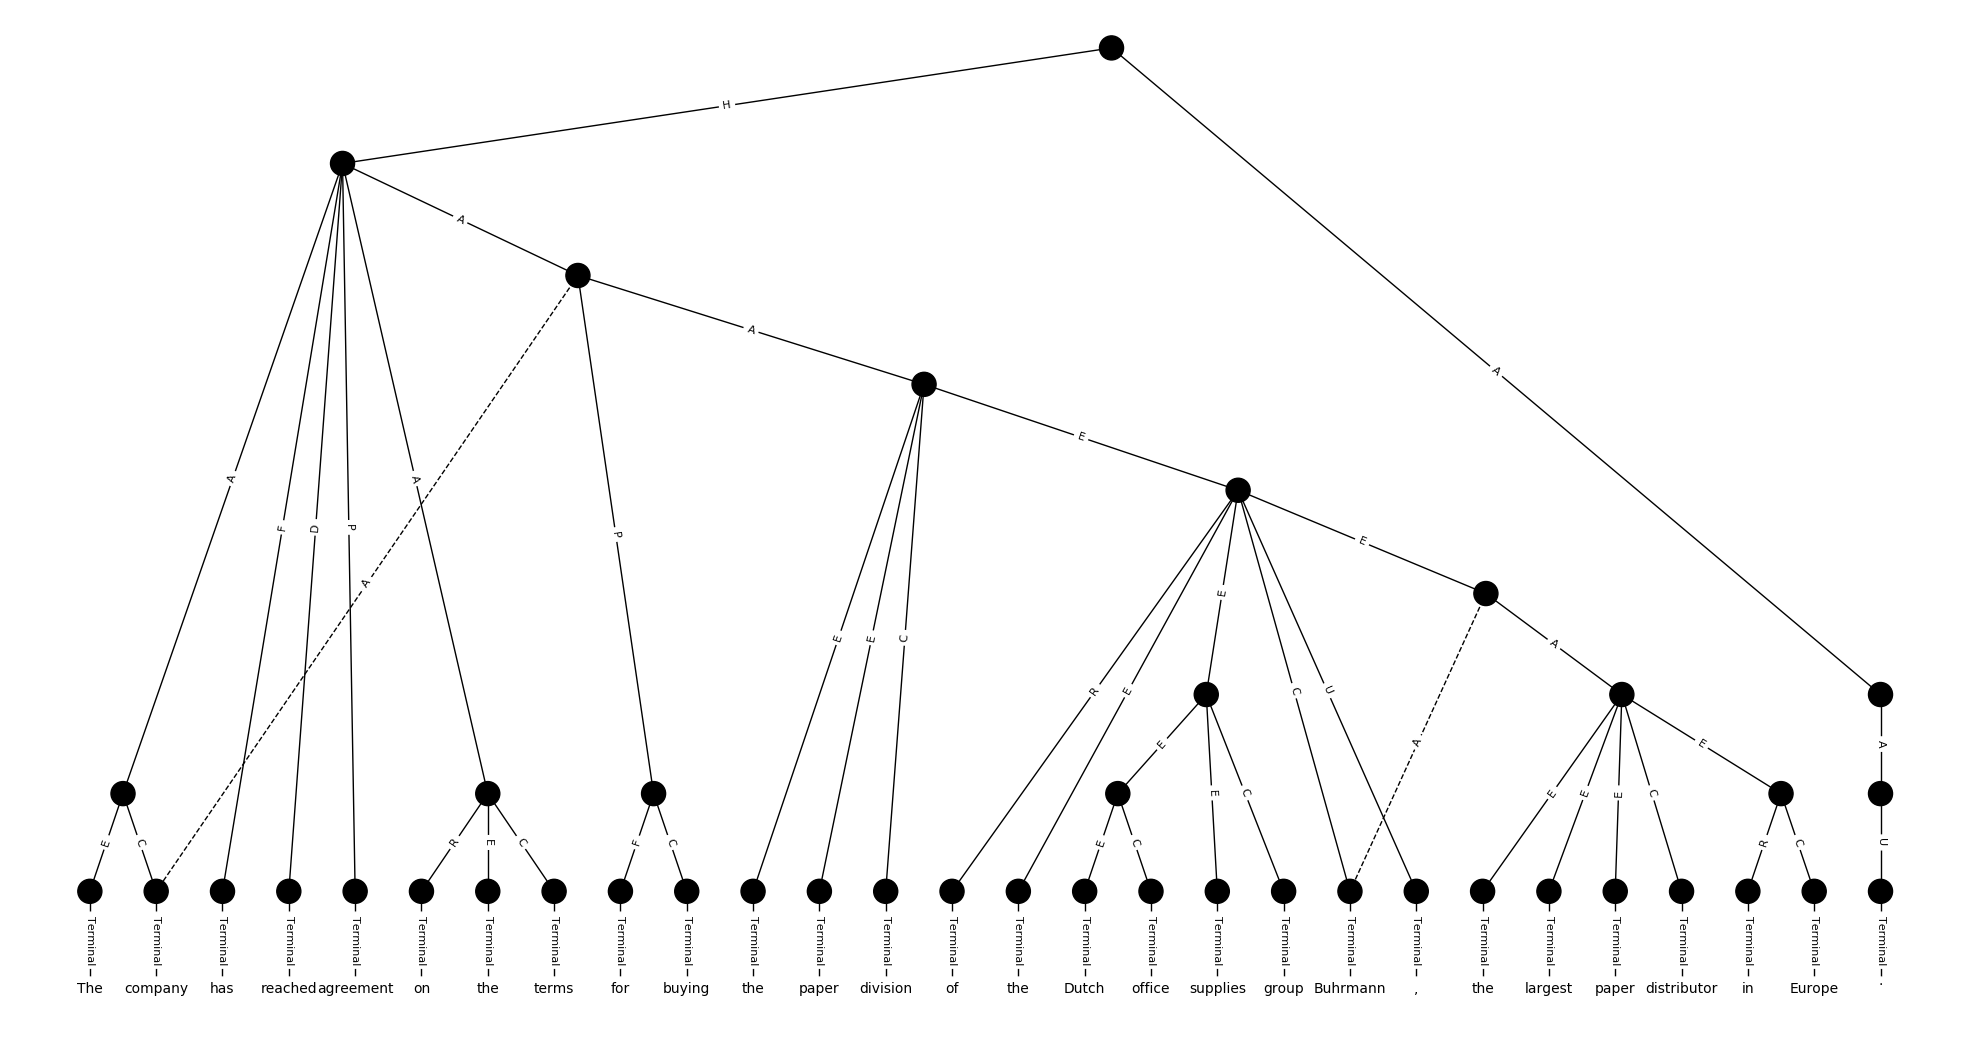 H
A
A
A
E
A
A
F
D
P
A
P
E
E
C
E
E
A
R
E
C
U
A
A
E
E
E
C
E
E
E
E
C
E
C
R
E
C
F
C
E
C
R
C
U
Terminal Terminal Terminal Terminal Terminal Terminal Terminal Terminal Terminal Terminal Terminal Terminal Terminal Terminal Terminal Terminal Terminal Terminal Terminal Terminal Terminal Terminal Terminal Terminal Terminal Terminal Terminal Terminal
The company has reached agreement on the terms for buying the paper division of the Dutch office supplies group Buhrmann , the largest paper distributor in Europe .